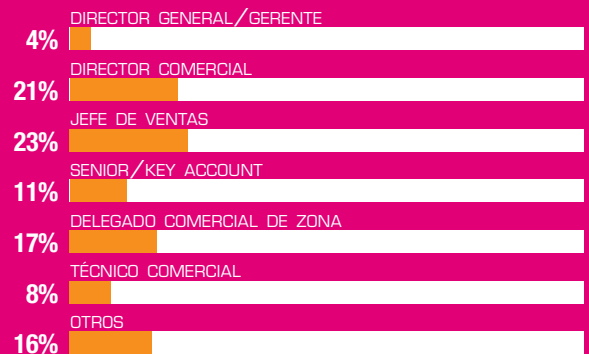 DIRECTOR GENERAL/GERENTE
4%
DIRECTOR COMERCIAL
21%
JEFE DE VENTAS
23%
SENIOR/KEY ACCOUNT
11%
DELEGADO COMERCIAL DE ZONA
17%
TÉCNICO COMERCIAL
8%
OTROS
16%